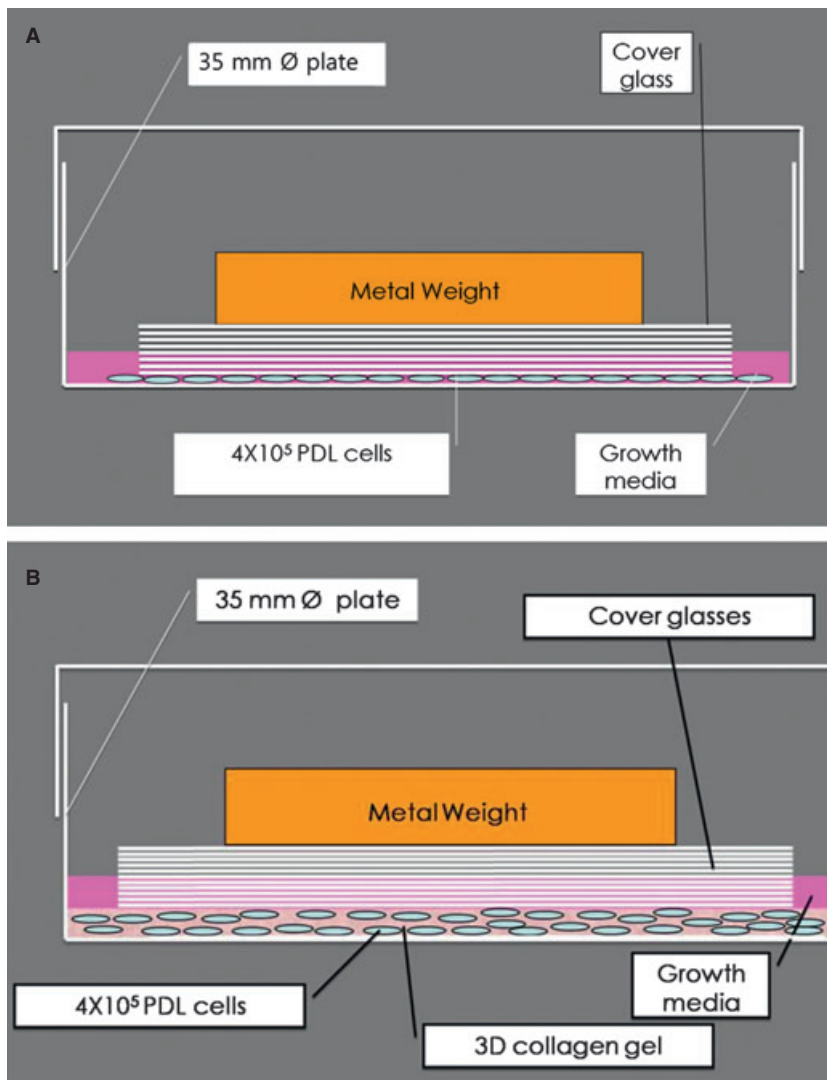 A
35 mm Ø plate
Cover
glass
Metal Weight
4X10⁵ PDL cells
Growth
media
B
35 mm Ø plate
Cover glasses
Metal Weight
4X10⁵ PDL cells
Growth
media
3D collagen gel